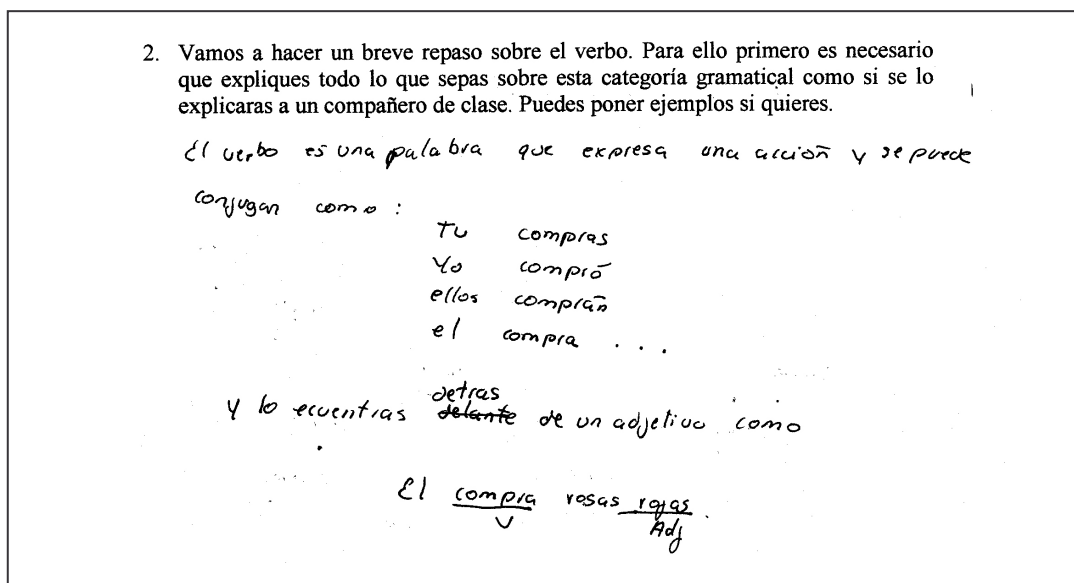 2. Vamos a hacer un breve repaso sobre el verbo. Para ello primero es necesario
que expliques todo lo que sepas sobre esta categoría gramatical como si se lo
explicaras a un compañero de clase. Puedes poner ejemplos si quieres.
El verbo es una palabra que expresa una acción y se puede
conjugan como :
Tu compras
Yo compró
ellos comprán
el compra ...
detras
y lo ecuentras delante de un adjetivo como
El compra rosas rojas.
V Adj